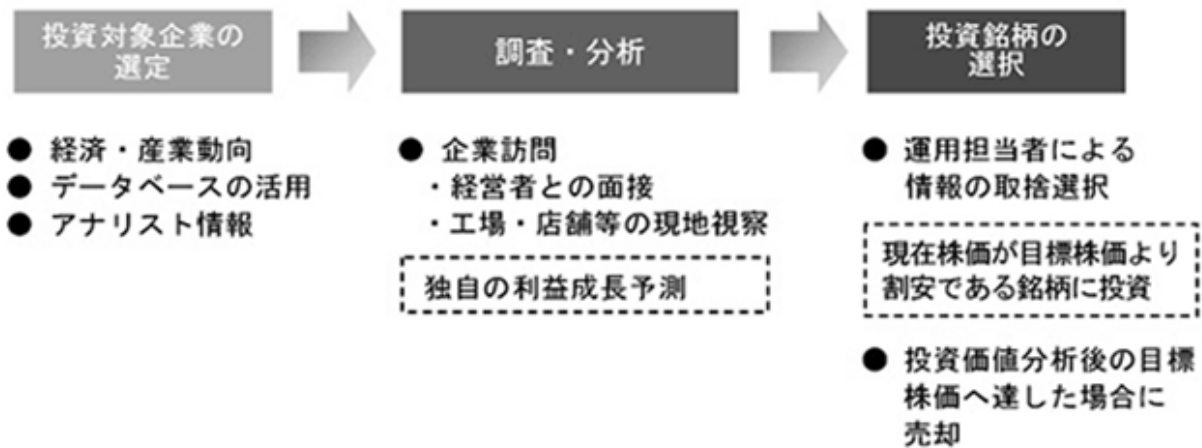 投資対象企業の
選定
調査・分析
投資銘柄の
選択
● 経済・産業動向
● データベースの活用
● アナリスト情報
● 企業訪問
・経営者との面接
・工場・店舗等の現地視察
独自の利益成長予測
● 運用担当者による
情報の取捨選択
現在株価が目標株価より
割安である銘柄に投資
● 投資価値分析後の目標
株価へ達した場合に
売却